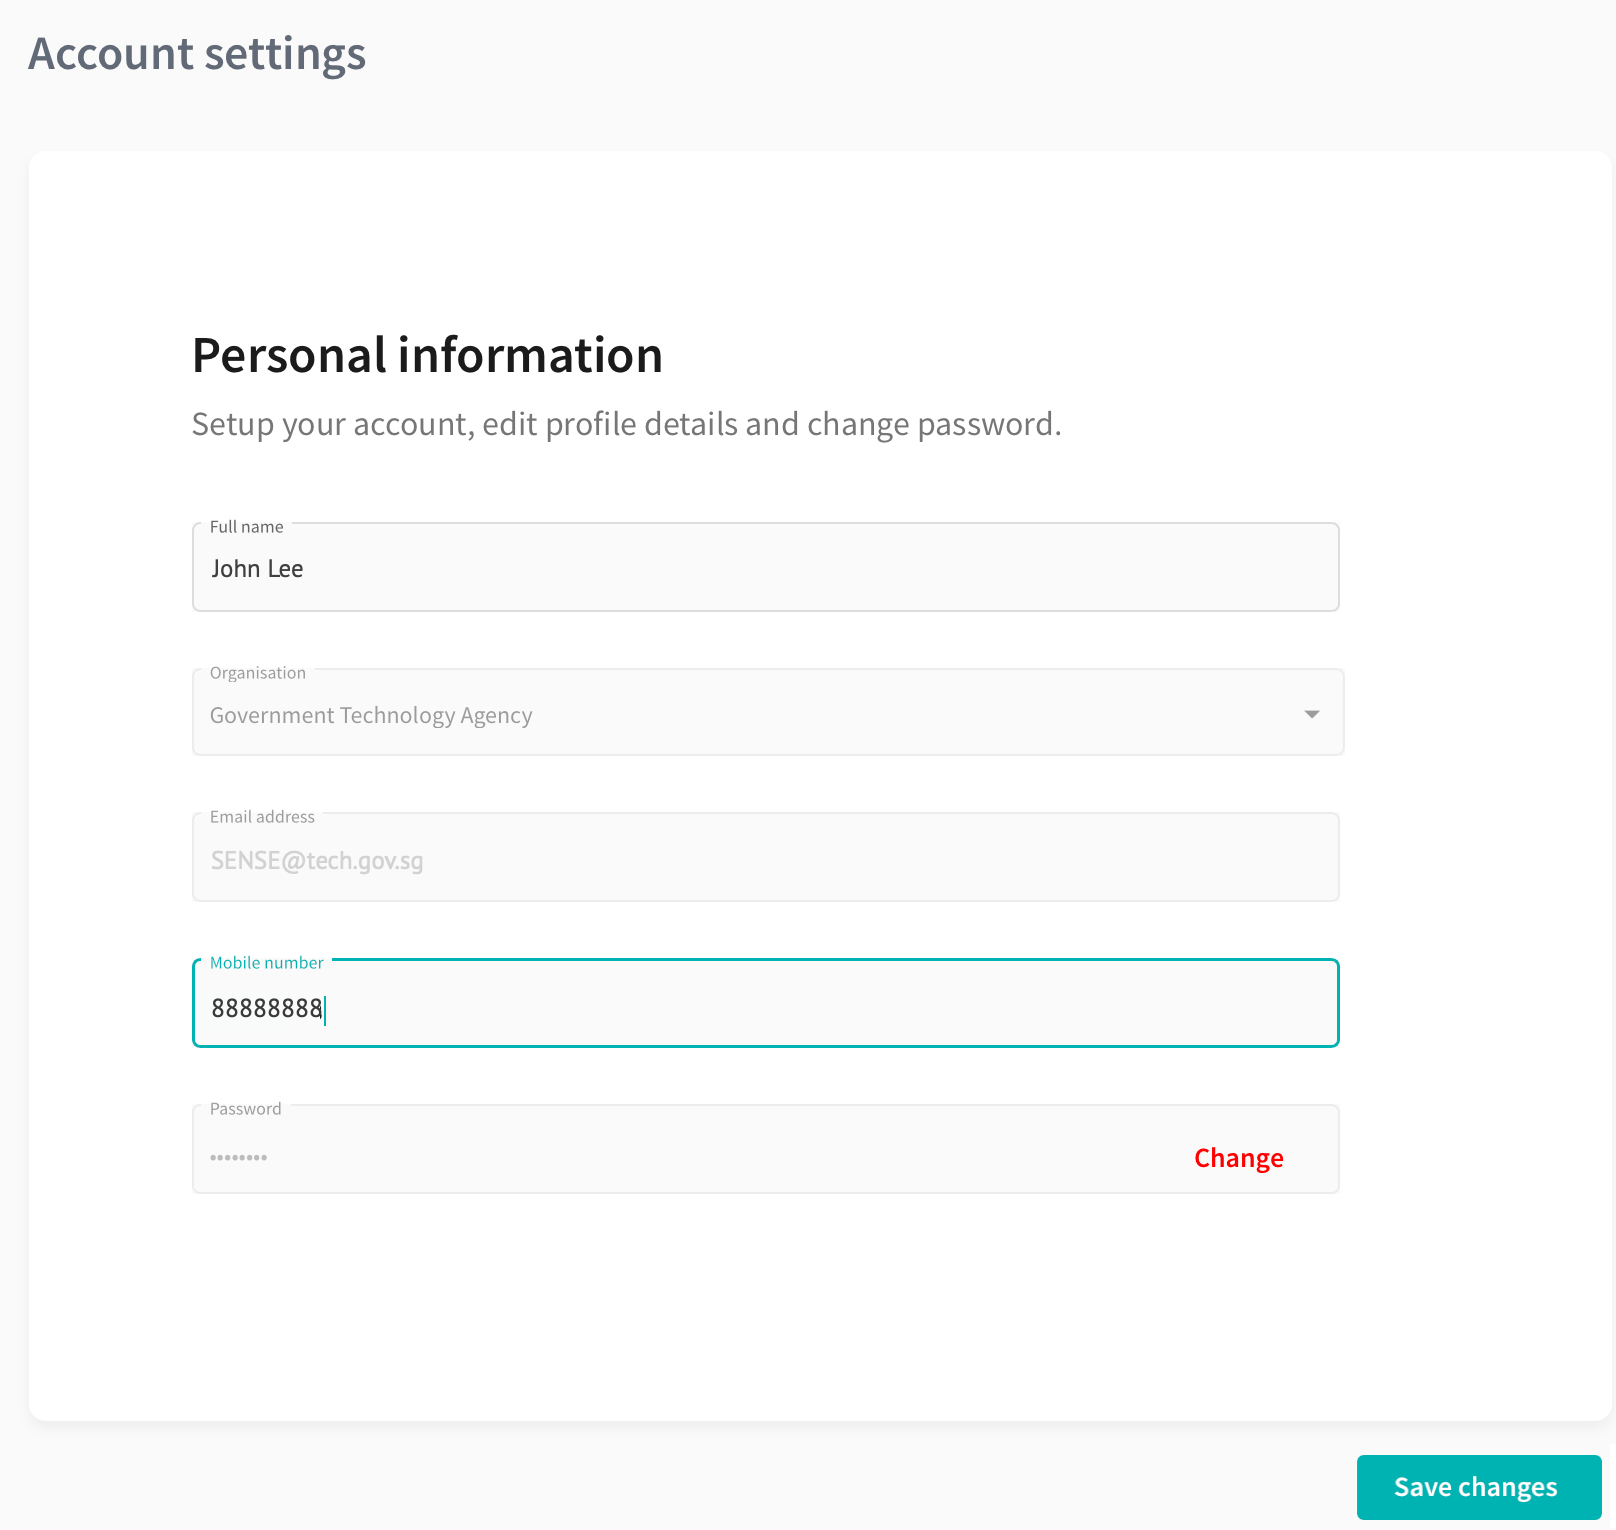 Account settings
Personal information
Setup your account, edit profile details and change password.
Full name
John Lee
Organisation
Government Technology Agency
Email address
SENSE@tech.gov.sg
Mobile number
88888888
Password
••••••••
Change
Save changes